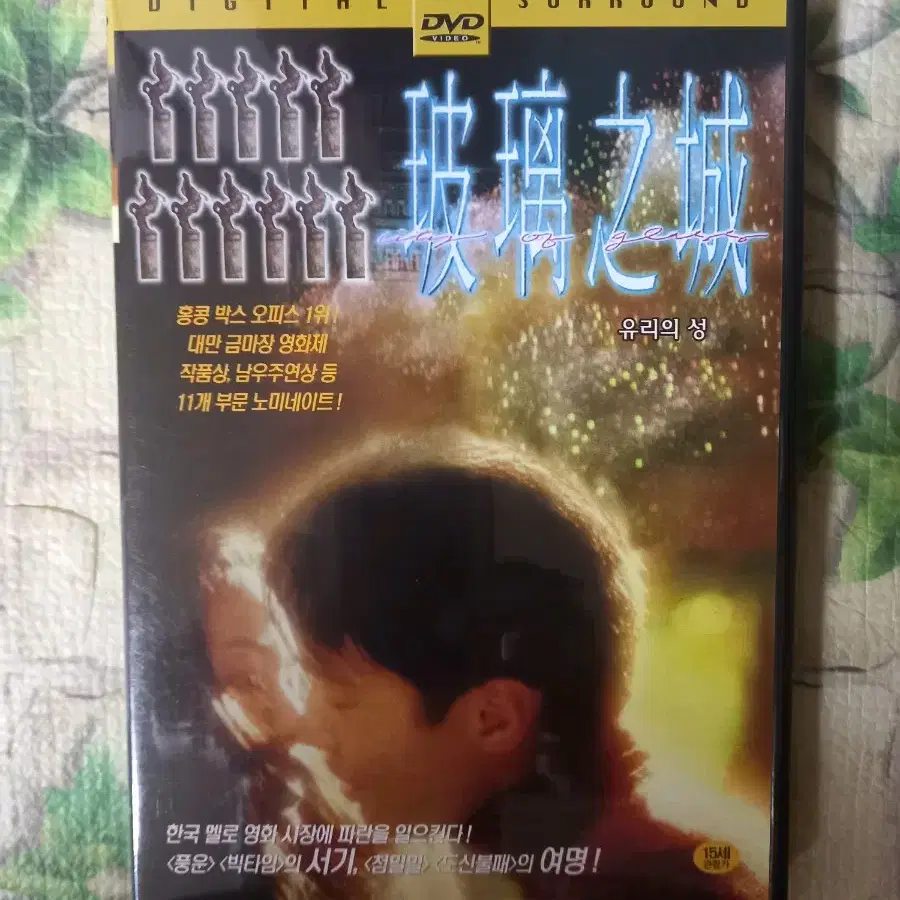 DIGITAL SURROUND
DVD
VIDEO
玻璃之城
city of glass
유리의 성
홍콩 박스 오피스 1위!
대만 금마장 영화제
작품상, 남우주연상 등
11개 부문 노미네이트!
한국 멜로 영화 시장에 파란을 일으킨다!
<풍운> <빅타임>의 서기, <첨밀밀> <도신불패>의 여명!
15세
관람가